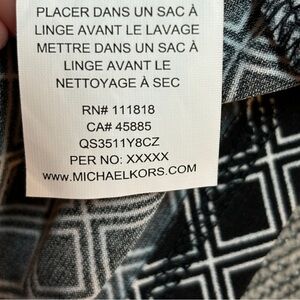 PLACER DANS UN SAC À
LINGE AVANT LE LAVAGE
METTRE DANS UN SAC À
LINGE AVANT LE
NETTOYAGE À SEC
RN# 111818
CA# 45885
QS3511Y8CZ
PER NO: XXXXX
www.MICHAELKORS.COM